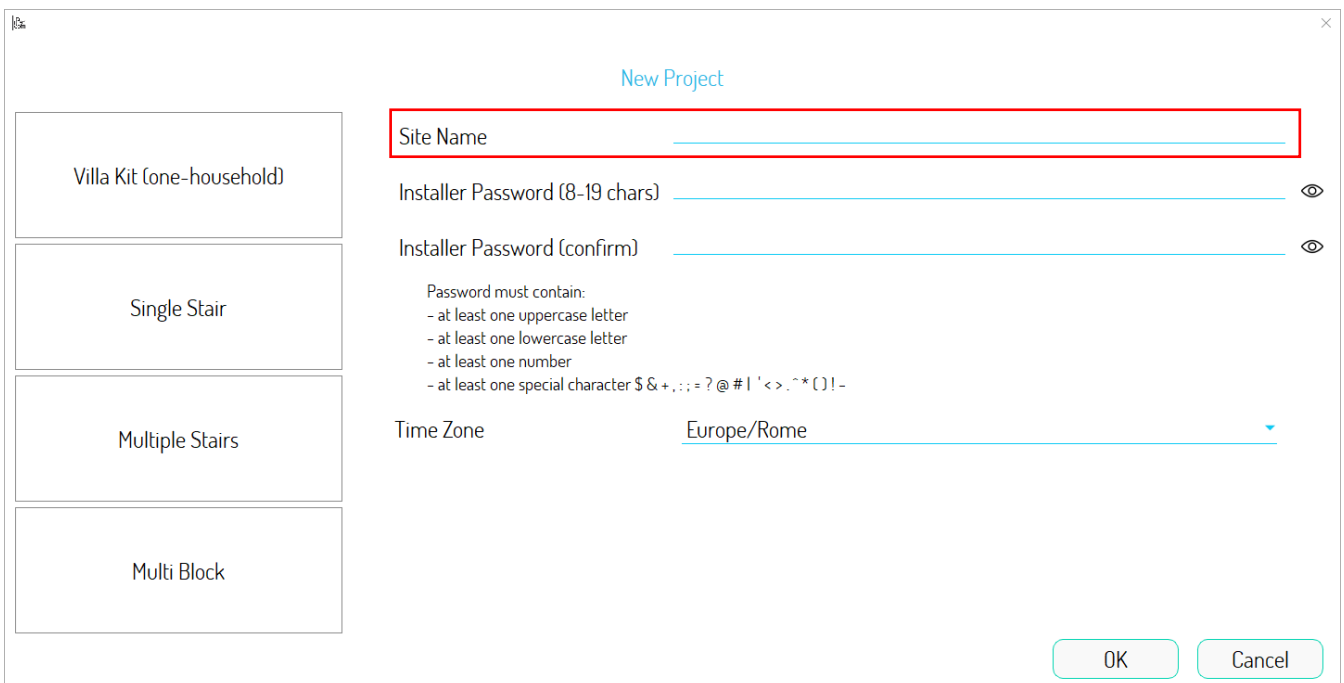 New Project
Villa Kit (one-household)
Single Stair
Multiple Stairs
Multi Block
Site Name
Installer Password (8-19 chars)
Installer Password (confirm)
Password must contain:
- at least one uppercase letter
- at least one lowercase letter
- at least one number
- at least one special character $ & + , : ; = ? @ # | ' < > . ^ * ( ) ! -
Time Zone Europe/Rome
OK Cancel